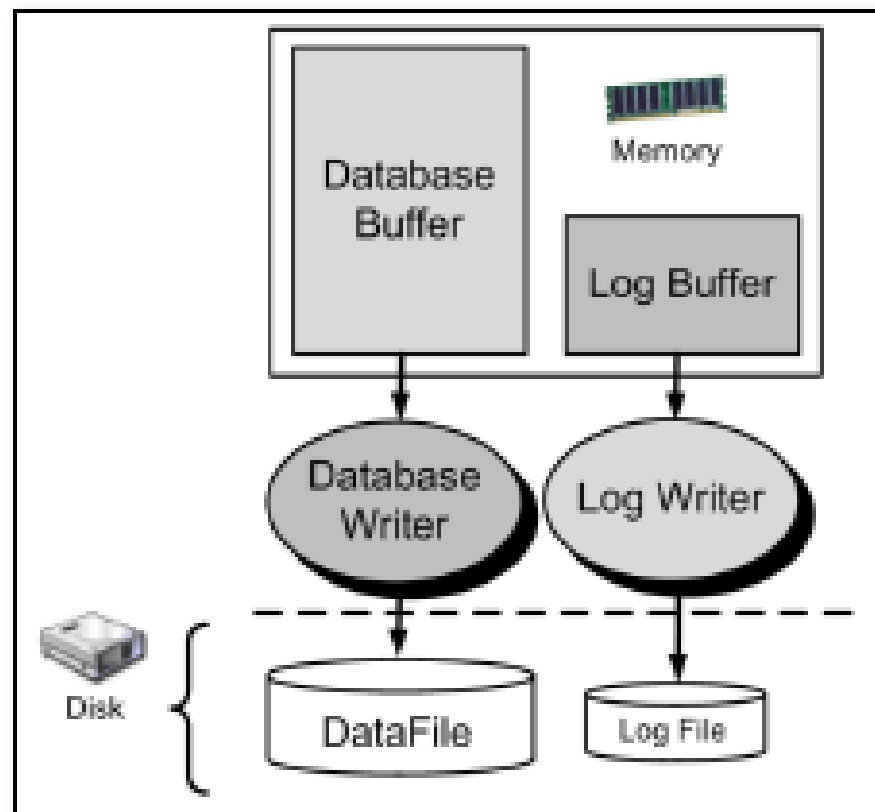 Database
Buffer
Memory
Log Buffer
Database
Writer
Log Writer
Disk
DataFile
Log File